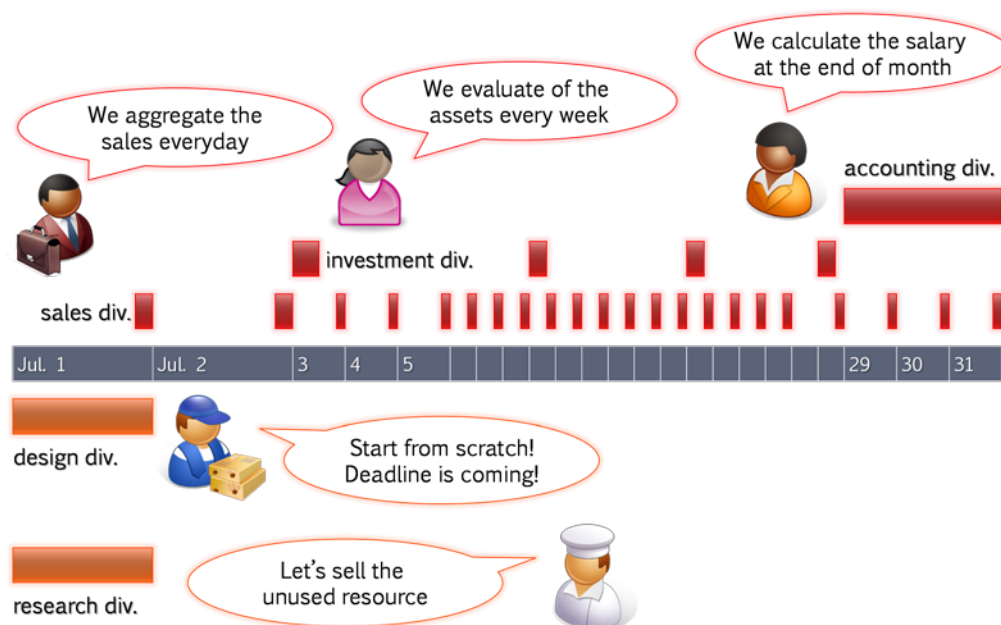 We calculate the salary
at the end of month
We evaluate of the
assets every week
We aggregate the
sales everyday
accounting div.
investment div.
sales div.
Jul. 1 Jul. 2 3 4 5 29 30 31
design div.
Start from scratch!
Deadline is coming!
Let's sell the
unused resource
research div.